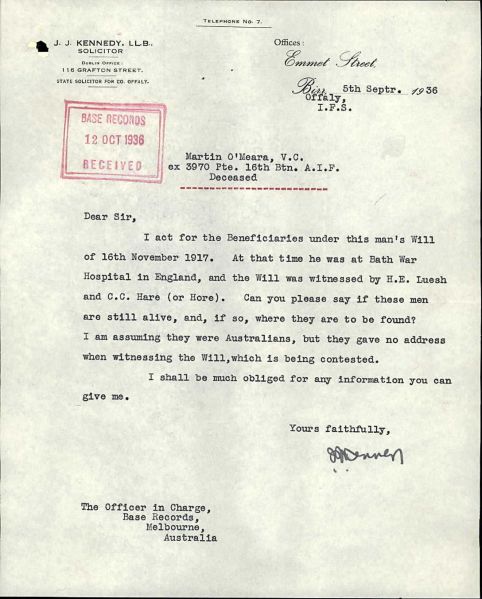 TELEPHONE No. 7.
J. J. KENNEDY, LL.B.,
SOLICITOR
DUBLIN OFFICE:
116 GRAFTON STREET.
STATE SOLICITOR FOR CO. OFFALY.
Offices:
Emmet Street,
Birr, 5th Septr. 1936
Offaly,
I.F.S.
BASE RECORDS
12 OCT 1936
RECEIVED
Martin O'Meara, V.C.
ex 3970 Pte. 16th Btn. A.I.F.
Deceased
Dear Sir,
I act for the Beneficiaries under this man's Will
of 16th November 1917. At that time he was at Bath War
Hospital in England, and the Will was witnessed by H.E. Luesh
and C.C. Hare (or Hore). Can you please say if these men
are still alive, and, if so, where they are to be found?
I am assuming they were Australians, but they gave no address
when witnessing the Will,which is being contested.
I shall be much obliged for any information you can
give me.
Yours faithfully,
JJKennedy
The Officer in Charge,
Base Records,
Melbourne,
Australia